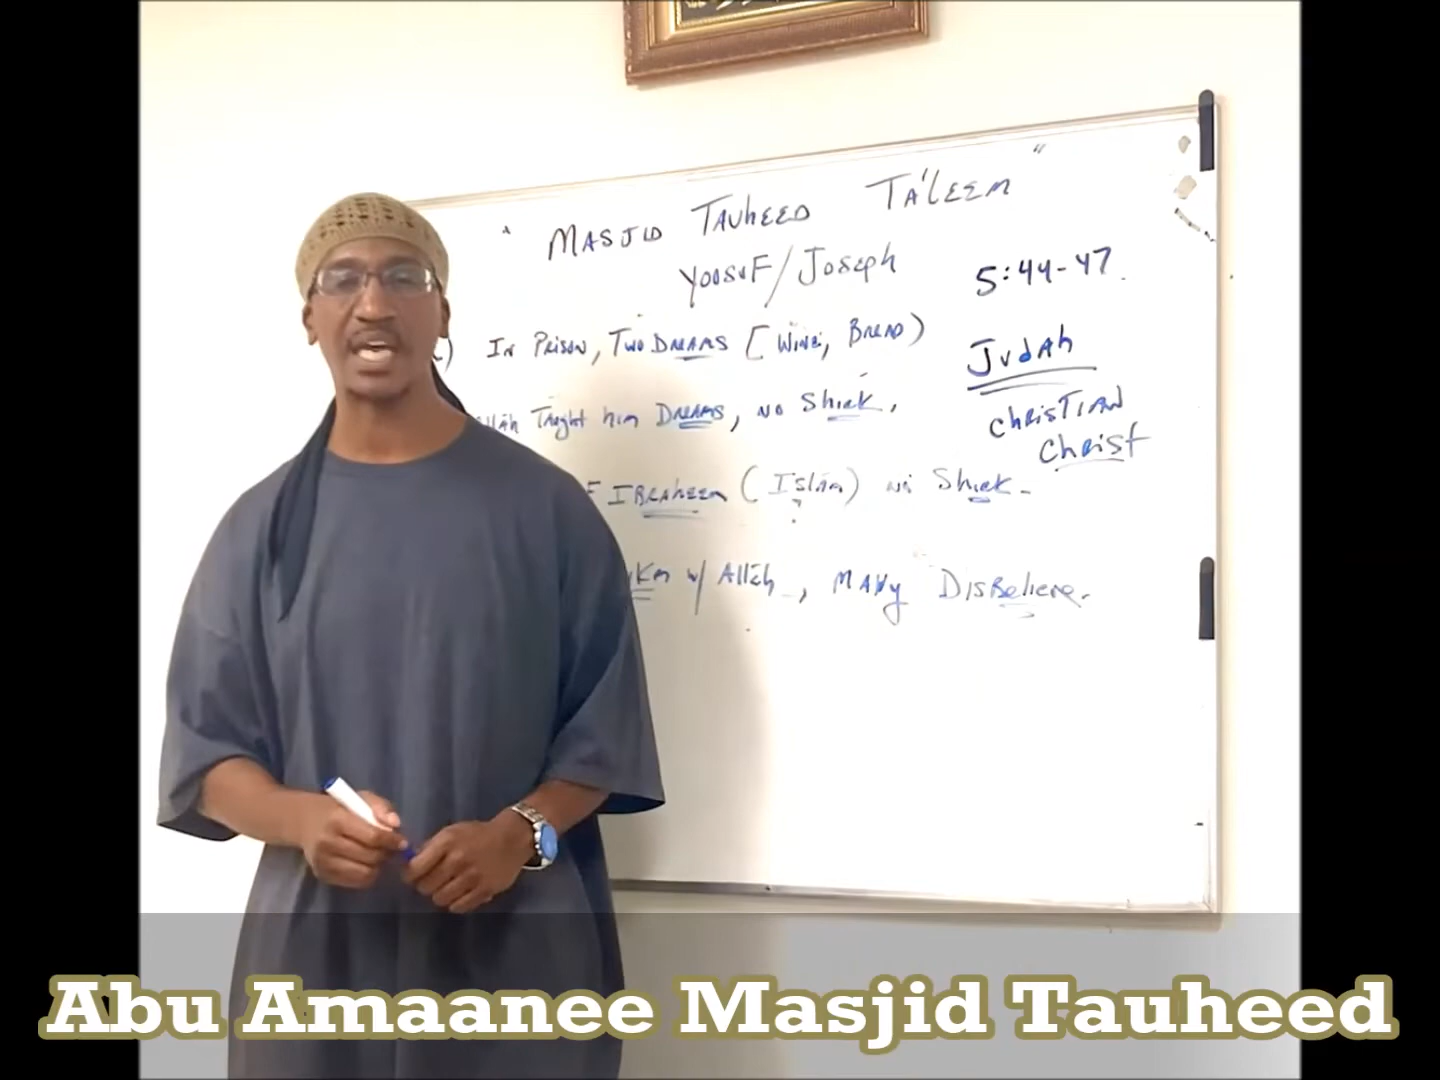 " MASJID TAUHEED TA'LEEM "
YOOSUF/JOSEPH
5:44-47.
) IN PRISON, TWO DREAMS [WINE, BREAD)
JUDAH
llāh Taught him DREAMS, NO Shirk,
CHRISTIAN
Christ
F IBRAHEEM (Islām) no Shirk.
w/ Allāh, MANY DisBelieve.
Abu Amaanee Masjid Tauheed